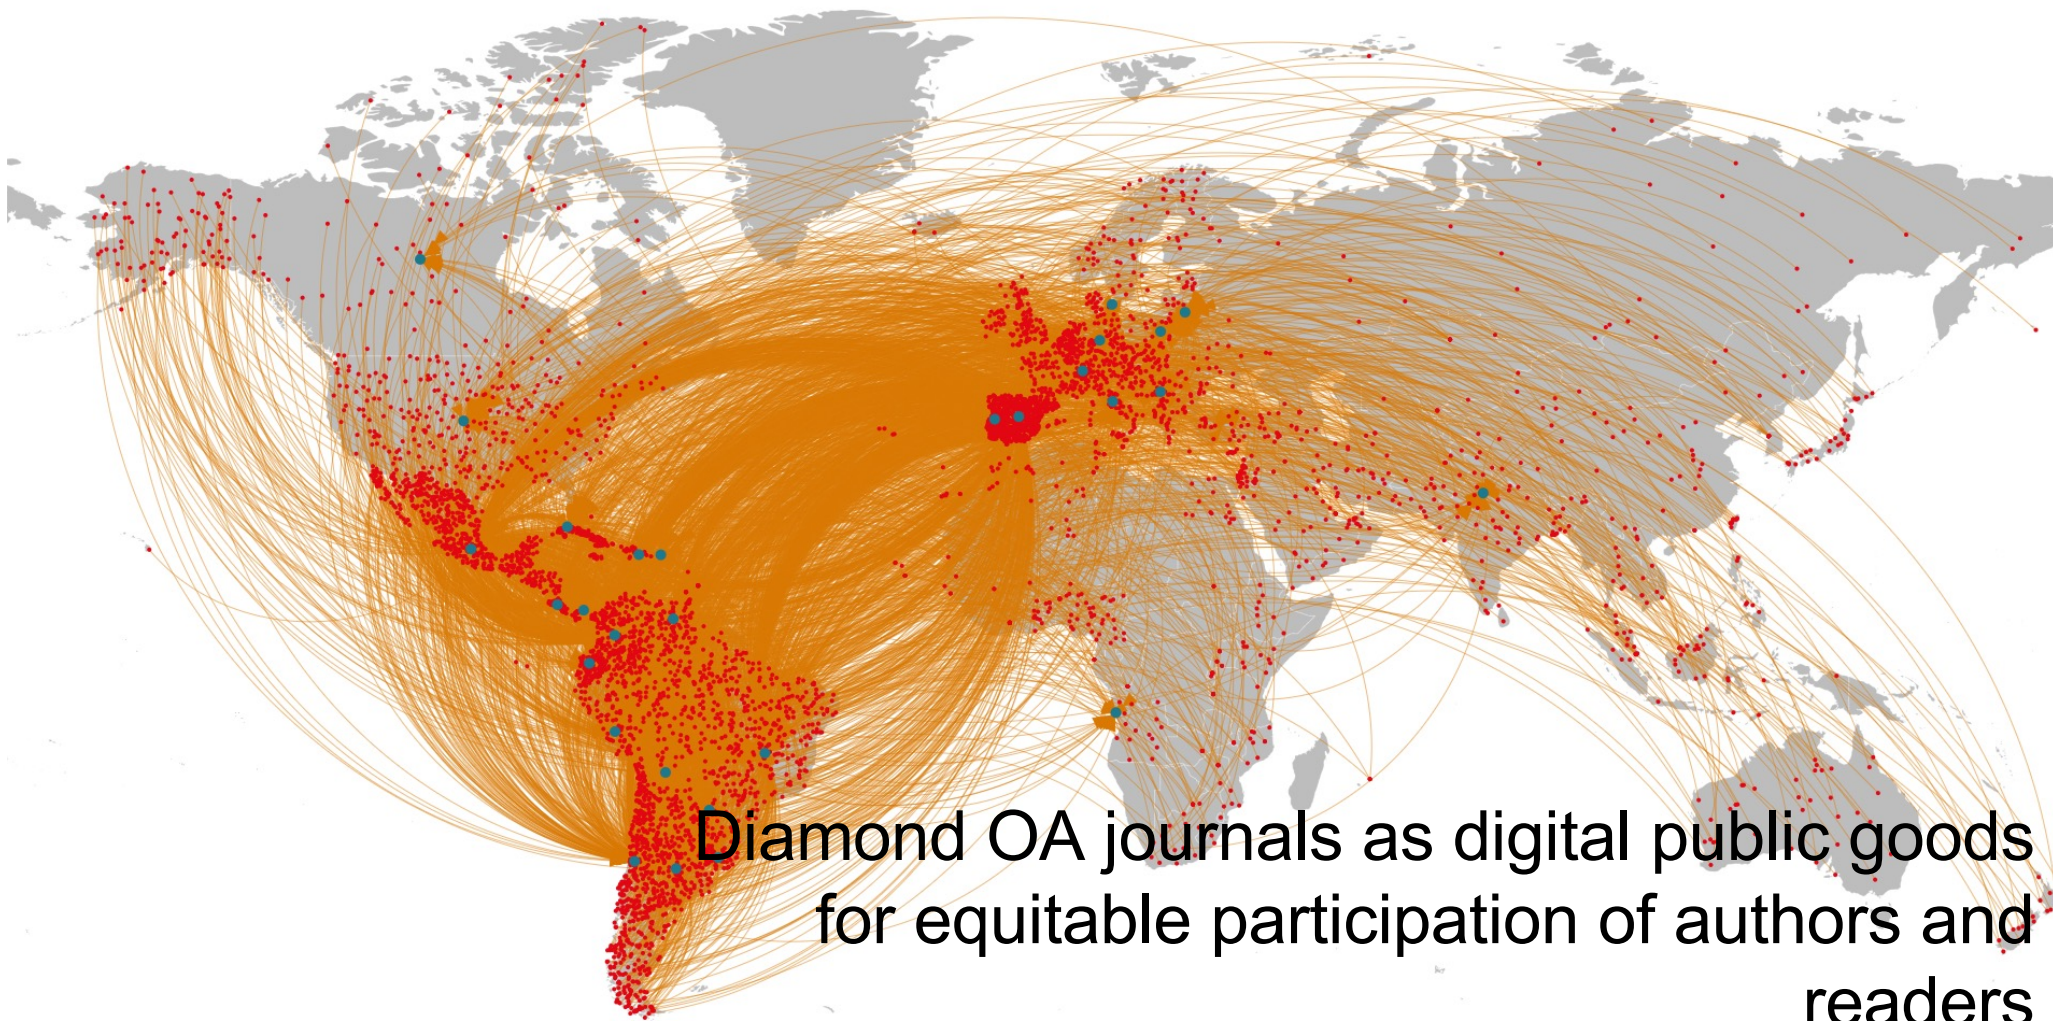 Diamond OA journals as digital public goods
for equitable participation of authors and
readers